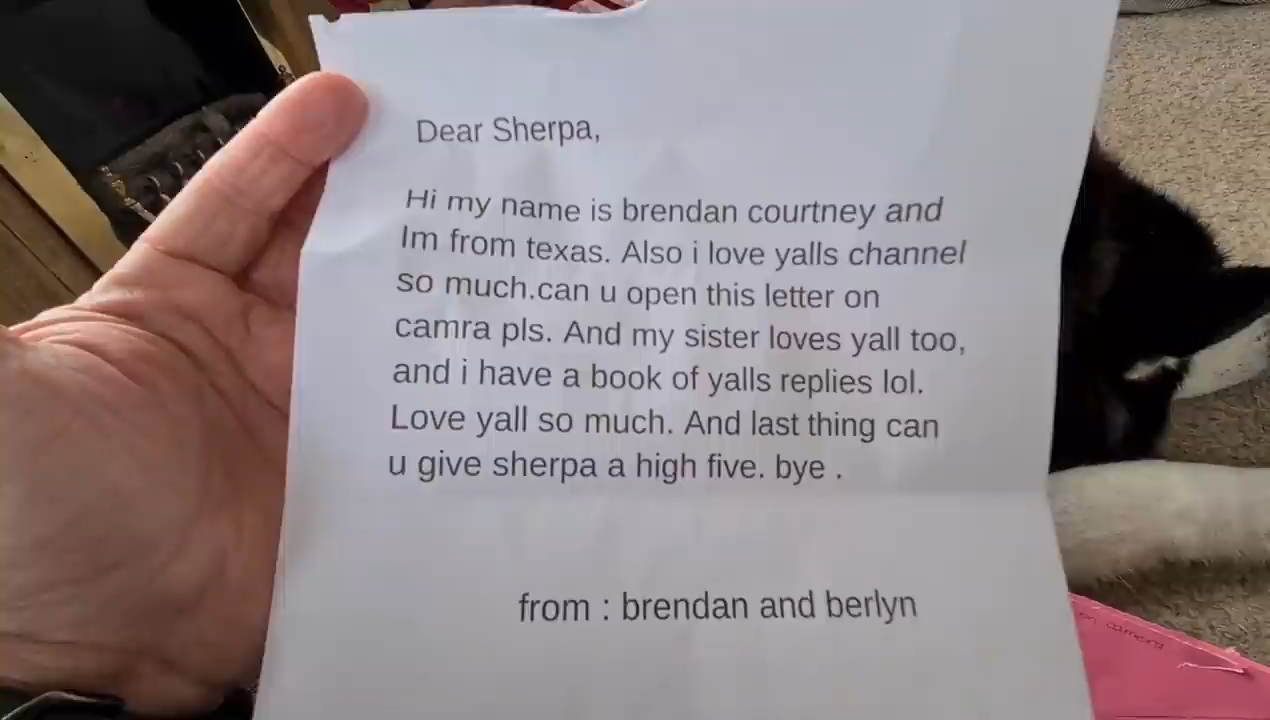 Dear Sherpa,
Hi my name is brendan courtney and
Im from texas. Also i love yalls channel
so much.can u open this letter on
camra pls. And my sister loves yall too,
and i have a book of yalls replies lol.
Love yall so much. And last thing can
u give sherpa a high five. bye .
from : brendan and berlyn
on camera